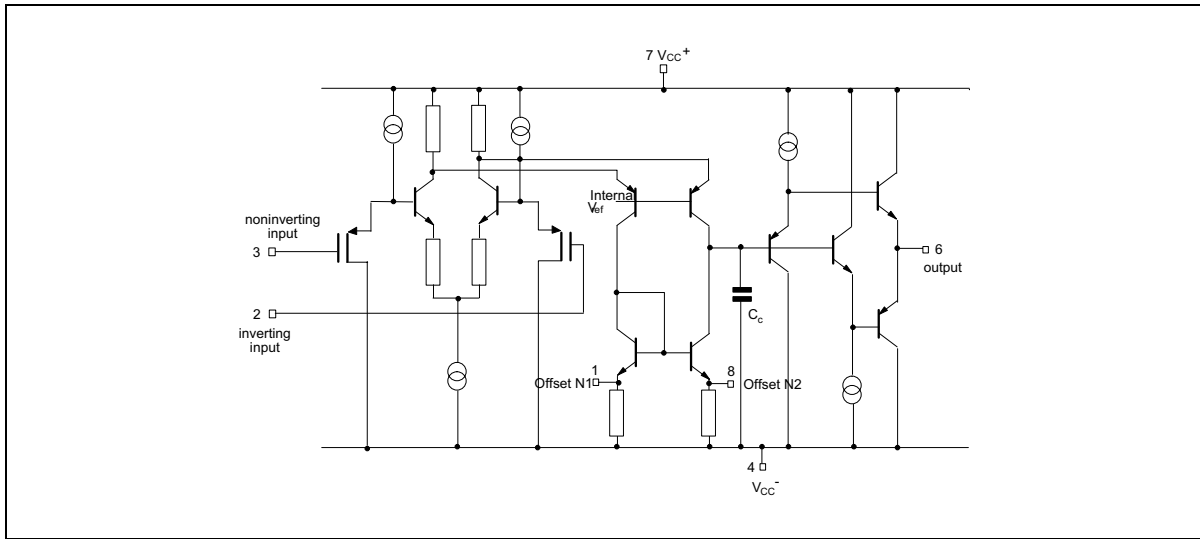 7 VCC+
noninverting
input
3
Interna
Vref
6
output
2
inverting
input
Cc
1
Offset N1
8
Offset N2
4
VCC-